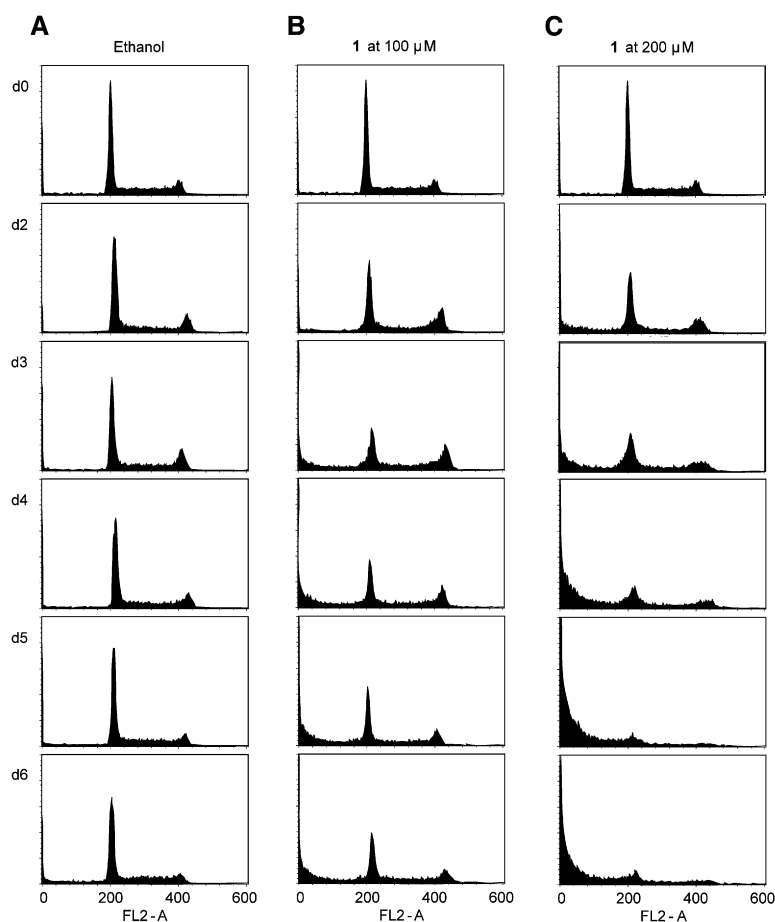 A B C
Ethanol 1 at 100 µM 1 at 200 µM
d0
d2
d3
d4
d5
d6
0 200 400 600 0 200 400 600 0 200 400 600
FL2-A FL2-A FL2-A